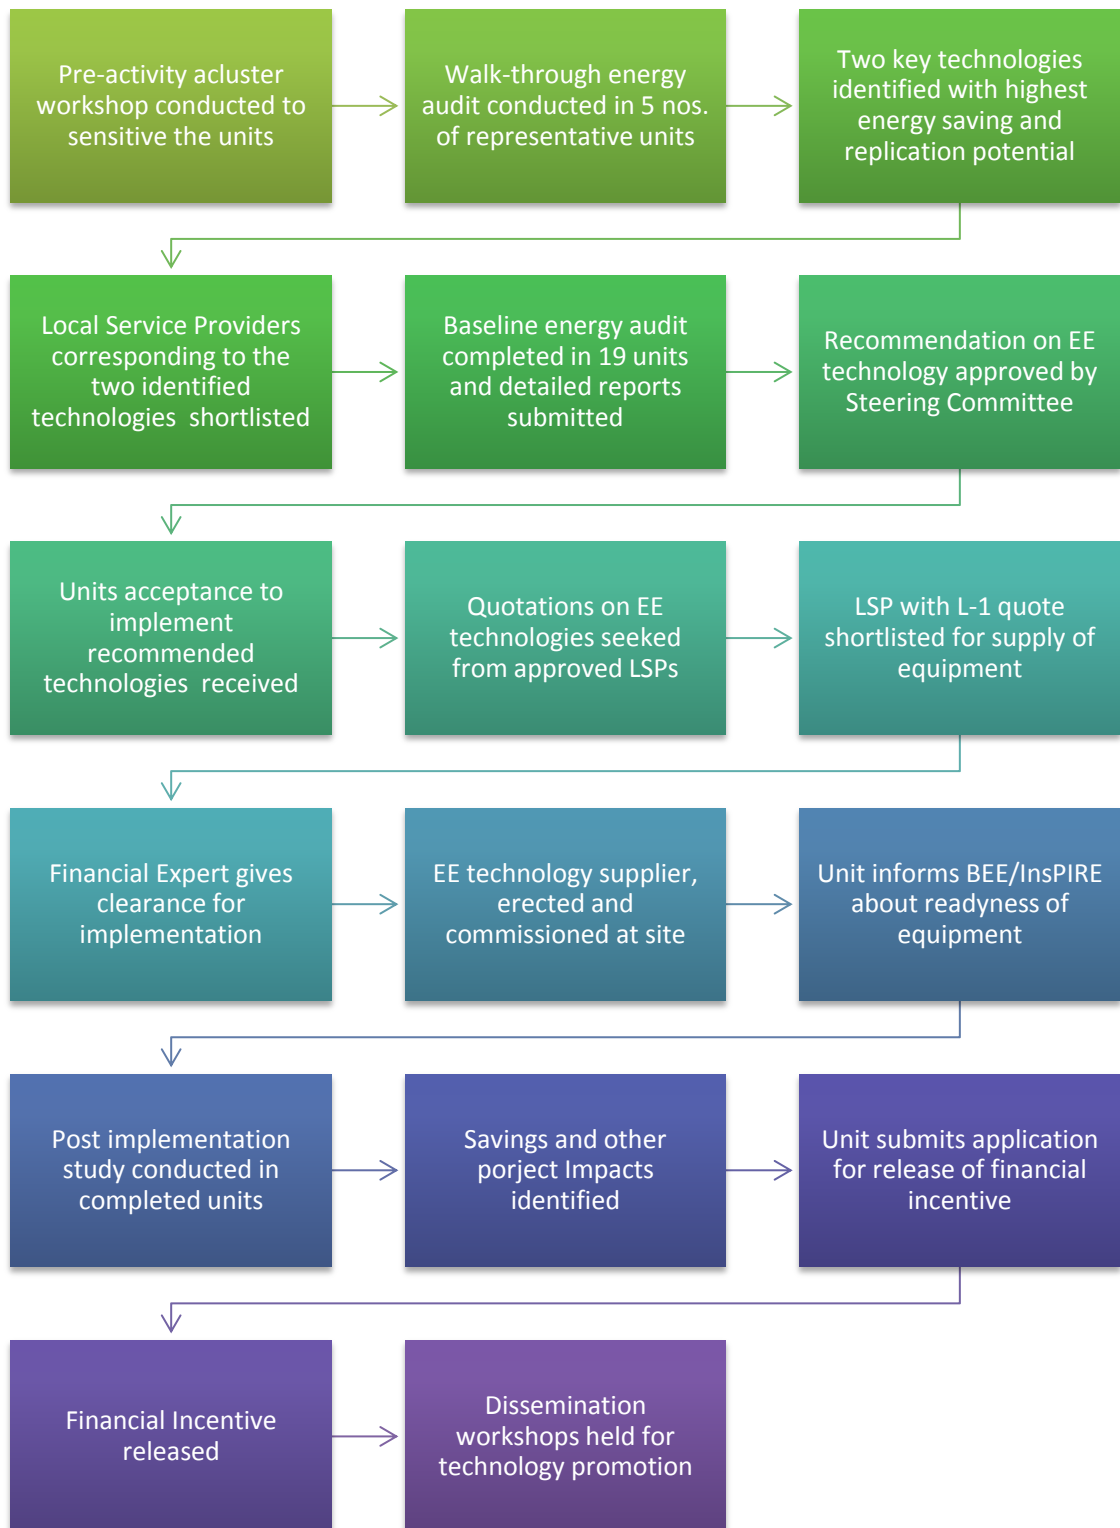 Pre-activity acluster
workshop conducted to
sensitive the units
Walk-through energy
audit conducted in 5 nos.
of representative units
Two key technologies
identified with highest
energy saving and
replication potential
Local Service Providers
corresponding to the
two identified
technologies shortlisted
Baseline energy audit
completed in 19 units
and detailed reports
submitted
Recommendation on EE
technology approved by
Steering Committee
Units acceptance to
implement
recommended
technologies received
Quotations on EE
technologies seeked
from approved LSPs
LSP with L-1 quote
shortlisted for supply of
equipment
Financial Expert gives
clearance for
implementation
EE technology supplier,
erected and
commissioned at site
Unit informs BEE/InsPIRE
about readyness of
equipment
Post implementation
study conducted in
completed units
Savings and other
porject Impacts
identified
Unit submits application
for release of financial
incentive
Financial Incentive
released
Dissemination
workshops held for
technology promotion